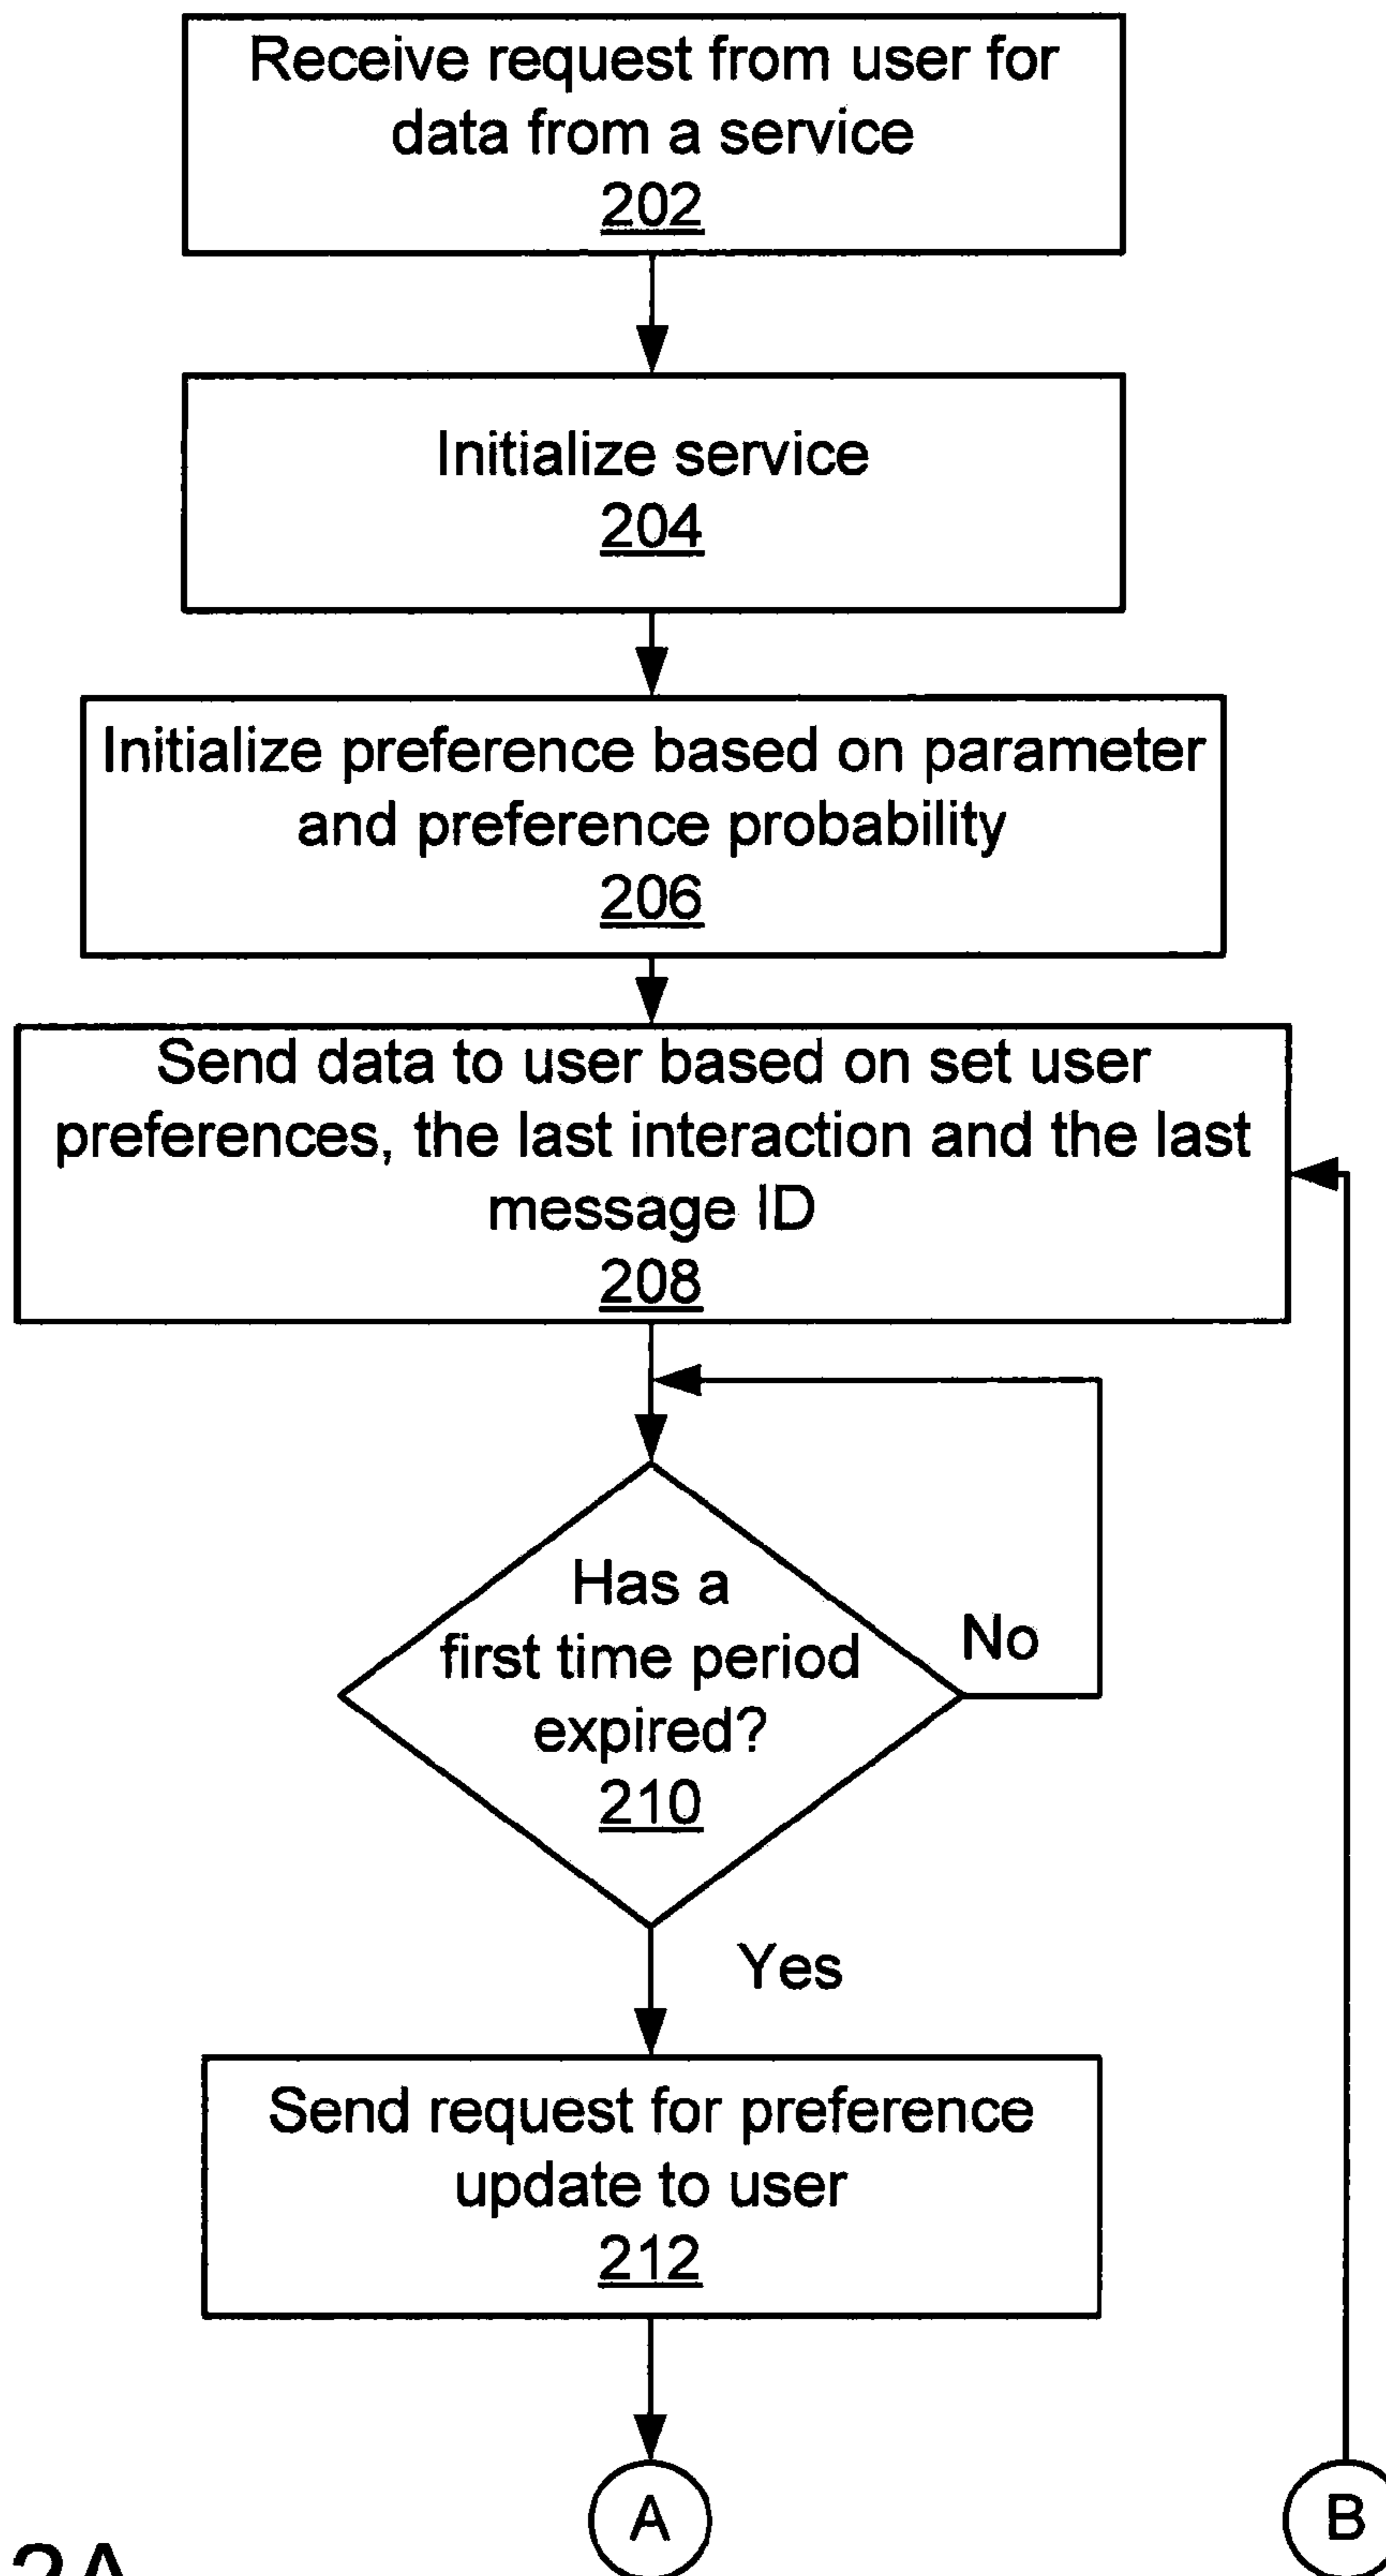 Receive request from user for
data from a service
202
Initialize service
204
Initialize preference based on parameter
and preference probability
206
Send data to user based on set user
preferences, the last interaction and the last
message ID
208
Has a
first time period
expired?
210
No
Yes
Send request for preference
update to user
212
A
B
2A